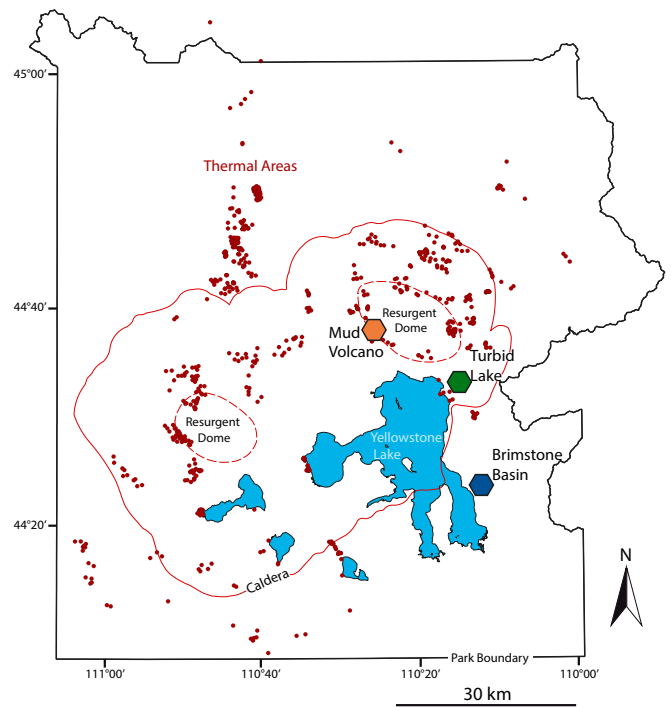 45°00′
Thermal Areas
44°40′
Resurgent
Dome
Mud
Volcano
Turbid
Lake
Resurgent
Dome
Yellowstone
Lake
Brimstone
Basin
44°20′
Caldera
N
Park Boundary
111°00′
110°40′
110°20′
110°00′
30 km